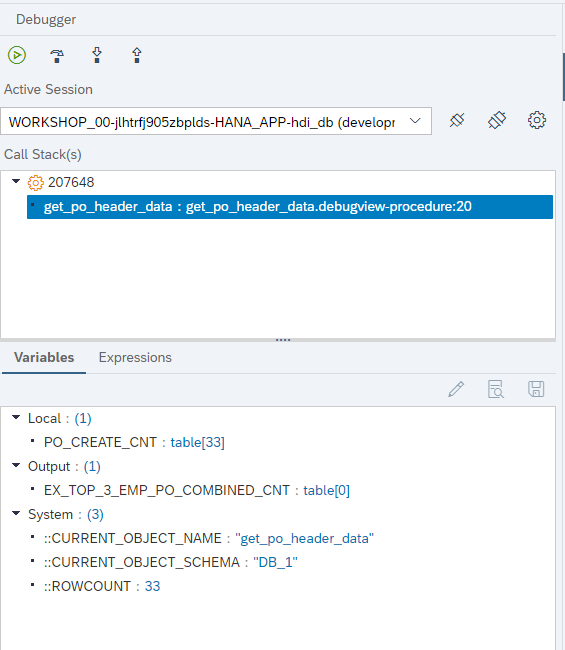 Debugger
Active Session
WORKSHOP_00-jlhtrfj905zbplds-HANA_APP-hdi_db (developr
Call Stack(s)
207648
get_po_header_data : get_po_header_data.debugview-procedure:20
Variables Expressions
Local : (1)
PO_CREATE_CNT : table[33]
Output : (1)
EX_TOP_3_EMP_PO_COMBINED_CNT : table[0]
System : (3)
::CURRENT_OBJECT_NAME : "get_po_header_data"
::CURRENT_OBJECT_SCHEMA : "DB_1"
::ROWCOUNT : 33